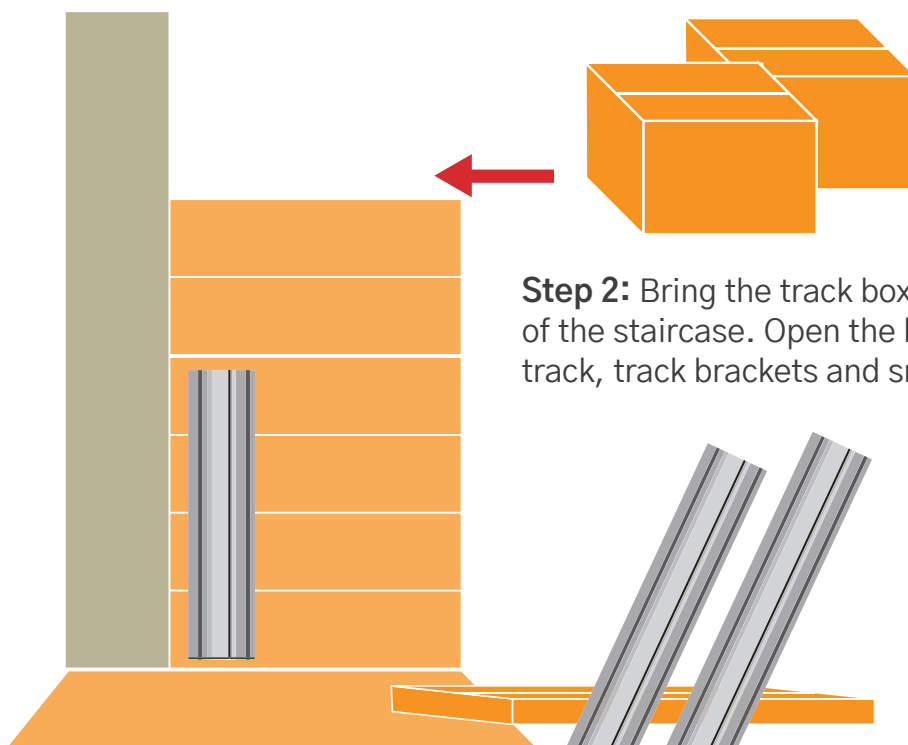 Step 2: Bring the track box
of the staircase. Open the
track, track brackets and